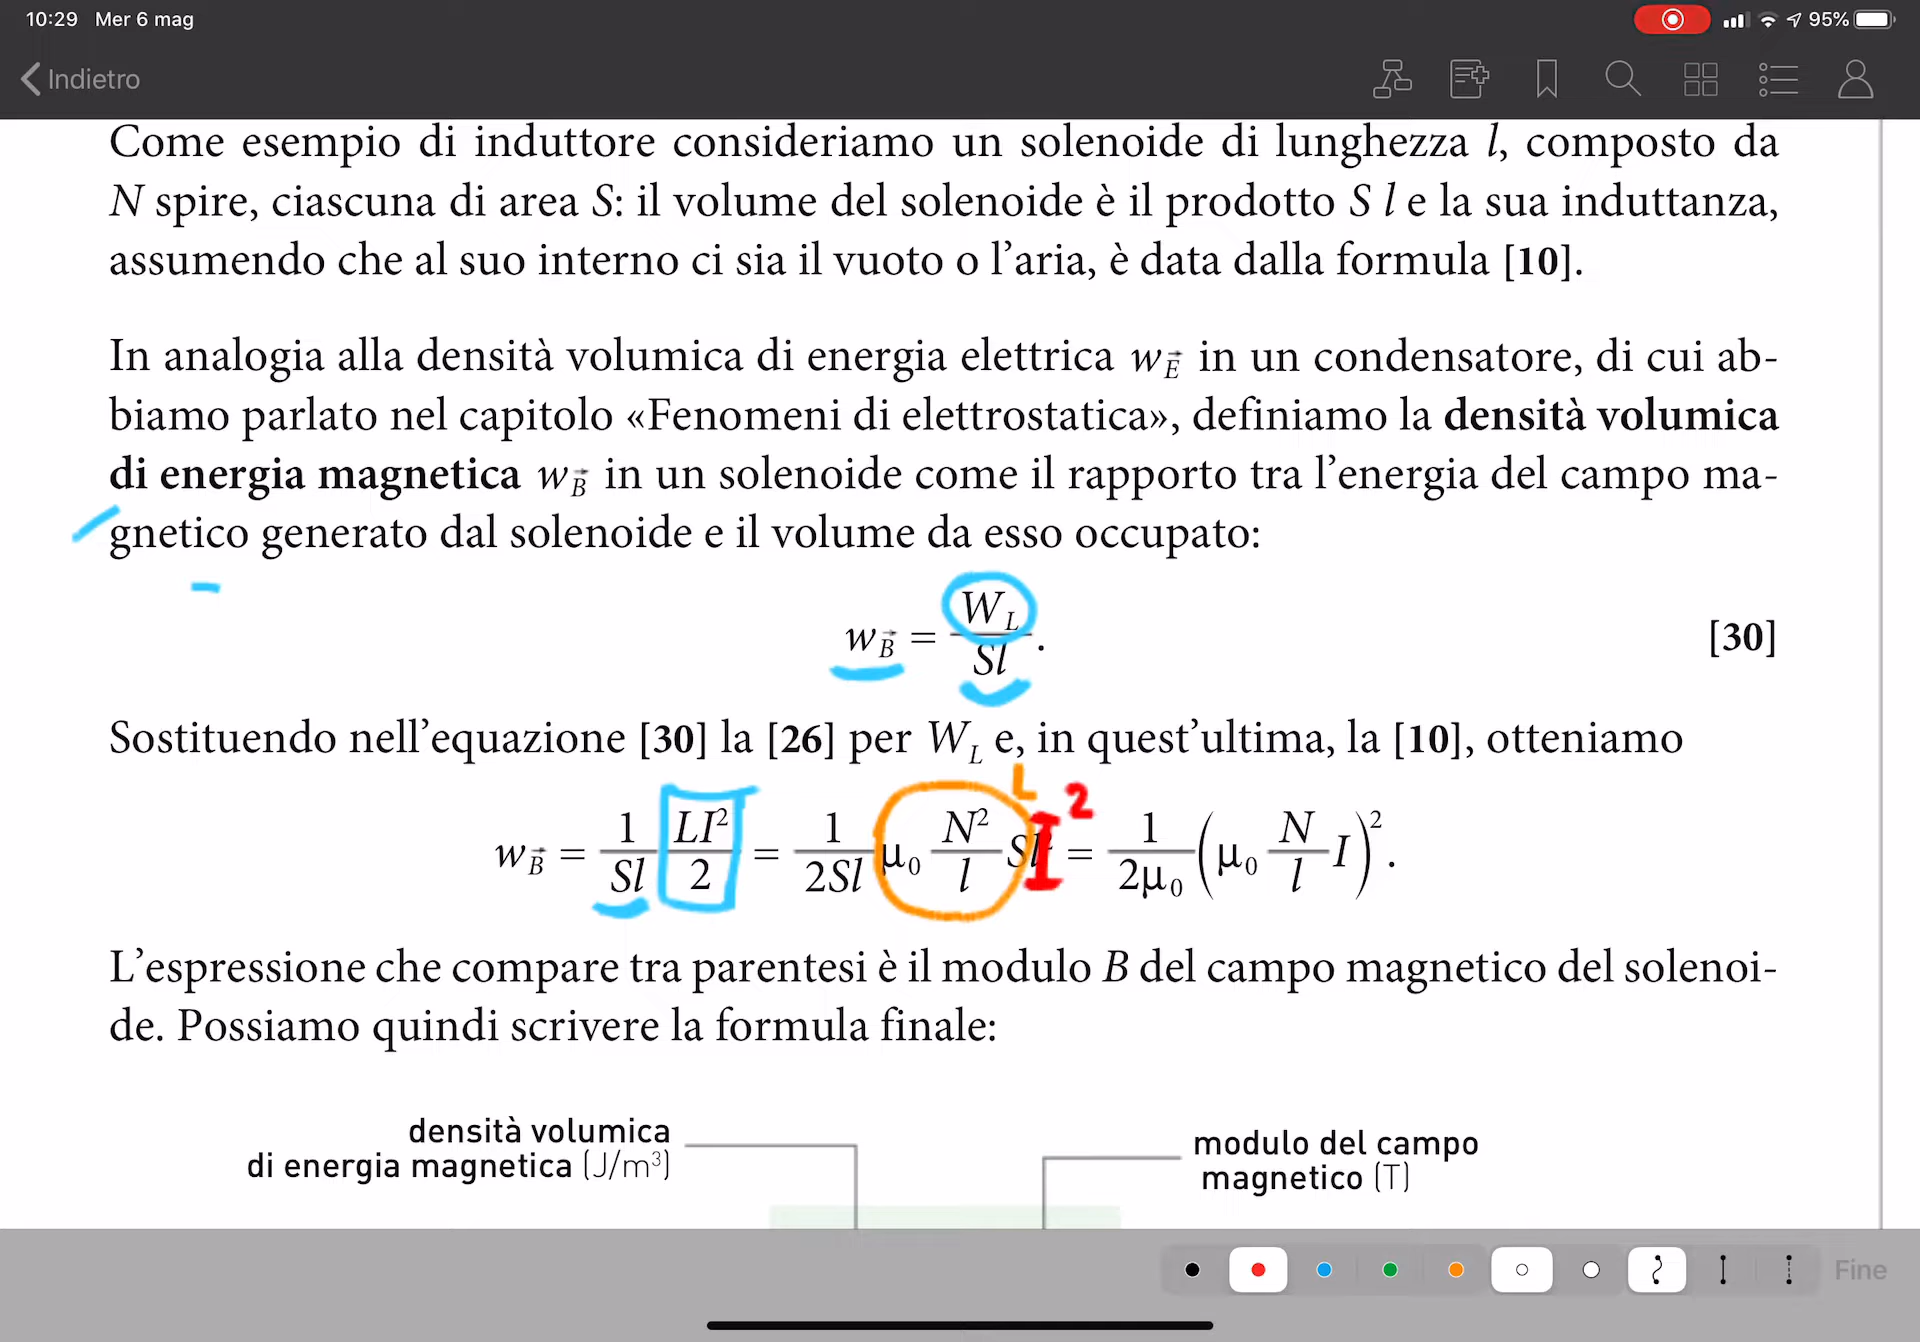 10:29 Mer 6 mag 95%
Indietro
Come esempio di induttore consideriamo un solenoide di lunghezza l, composto da
N spire, ciascuna di area S: il volume del solenoide è il prodotto S l e la sua induttanza,
assumendo che al suo interno ci sia il vuoto o l’aria, è data dalla formula [10].
In analogia alla densità volumica di energia elettrica w_E⃗ in un condensatore, di cui ab-
biamo parlato nel capitolo «Fenomeni di elettrostatica», definiamo la densità volumica
di energia magnetica w_B⃗ in un solenoide come il rapporto tra l’energia del campo ma-
gnetico generato dal solenoide e il volume da esso occupato:
w_B⃗ = W_L / Sl . [30]
Sostituendo nell’equazione [30] la [26] per W_L e, in quest’ultima, la [10], otteniamo
L I²
w_B⃗ = 1/Sl LI²/2 = 1/2Sl μ₀ N²/l S = 1/2μ₀ (μ₀ N/l I)².
L’espressione che compare tra parentesi è il modulo B del campo magnetico del solenoi-
de. Possiamo quindi scrivere la formula finale:
densità volumica
di energia magnetica (J/m³)
modulo del campo
magnetico (T)
Fine